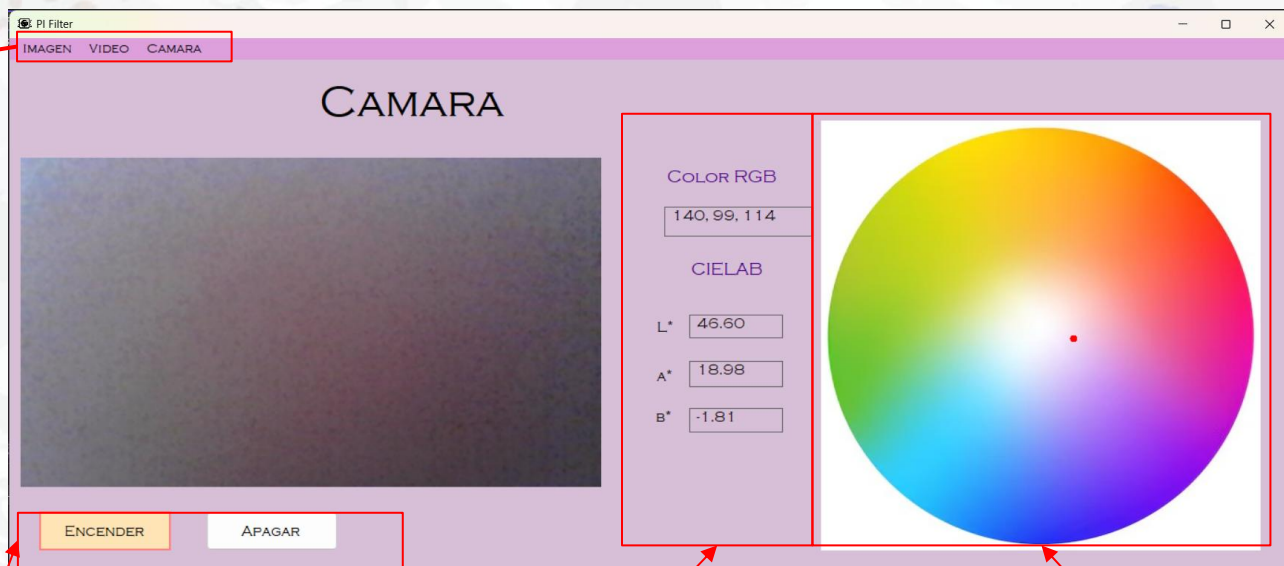 PI Filter
IMAGEN VIDEO CAMARA
CAMARA
COLOR RGB
140, 99, 114
CIELAB
L* 46.60
A* 18.98
B* -1.81
ENCENDER APAGAR